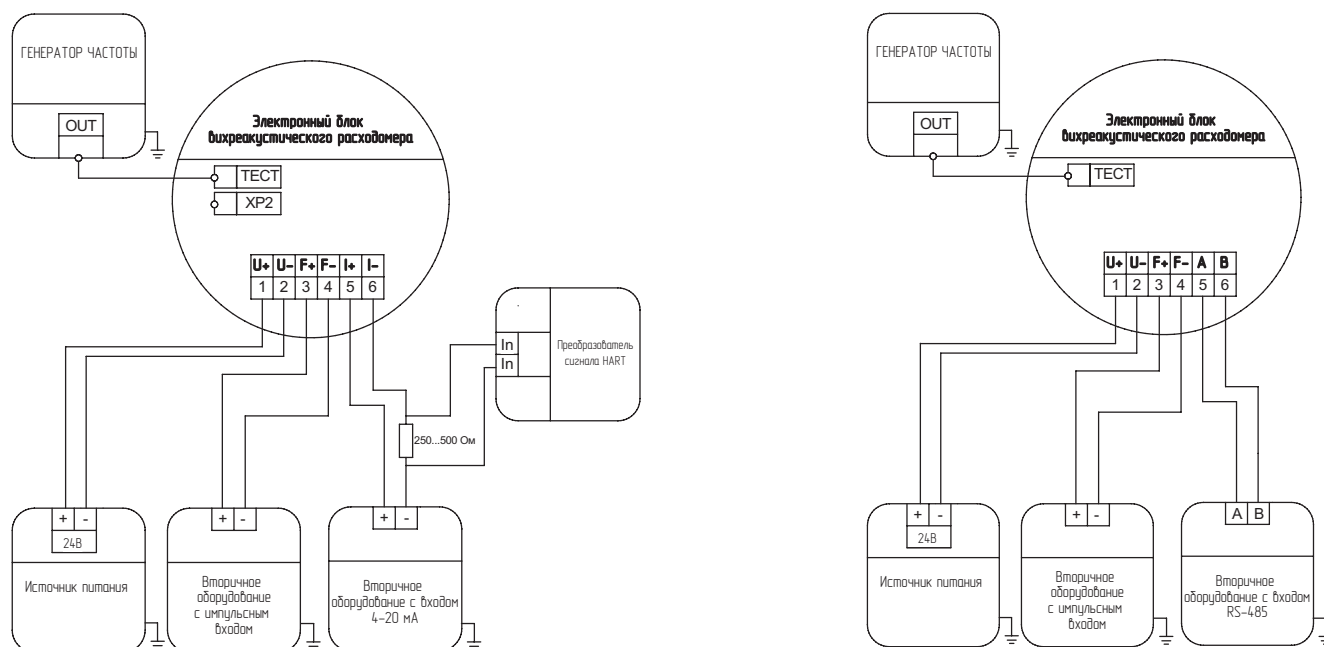 ГЕНЕРАТОР ЧАСТОТЫ
OUT
Электронный блок
вихреакустического расходомера
ТЕСТ
XP2
U+ U- F+ F- I+ I-
1 2 3 4 5 6
In
In
Преобразователь
сигнала HART
250...500 Ом
+ -
24В
Источник питания
+ -
Вторичное
оборудование
с импульсным
входом
+ -
Вторичное
оборудование с входом
4-20 мА
ГЕНЕРАТОР ЧАСТОТЫ
OUT
Электронный блок
вихреакустического расходомера
ТЕСТ
U+ U- F+ F- A B
1 2 3 4 5 6
+ -
24В
Источник питания
+ -
Вторичное
оборудование
с импульсным
входом
A B
Вторичное
оборудование с входом
RS-485